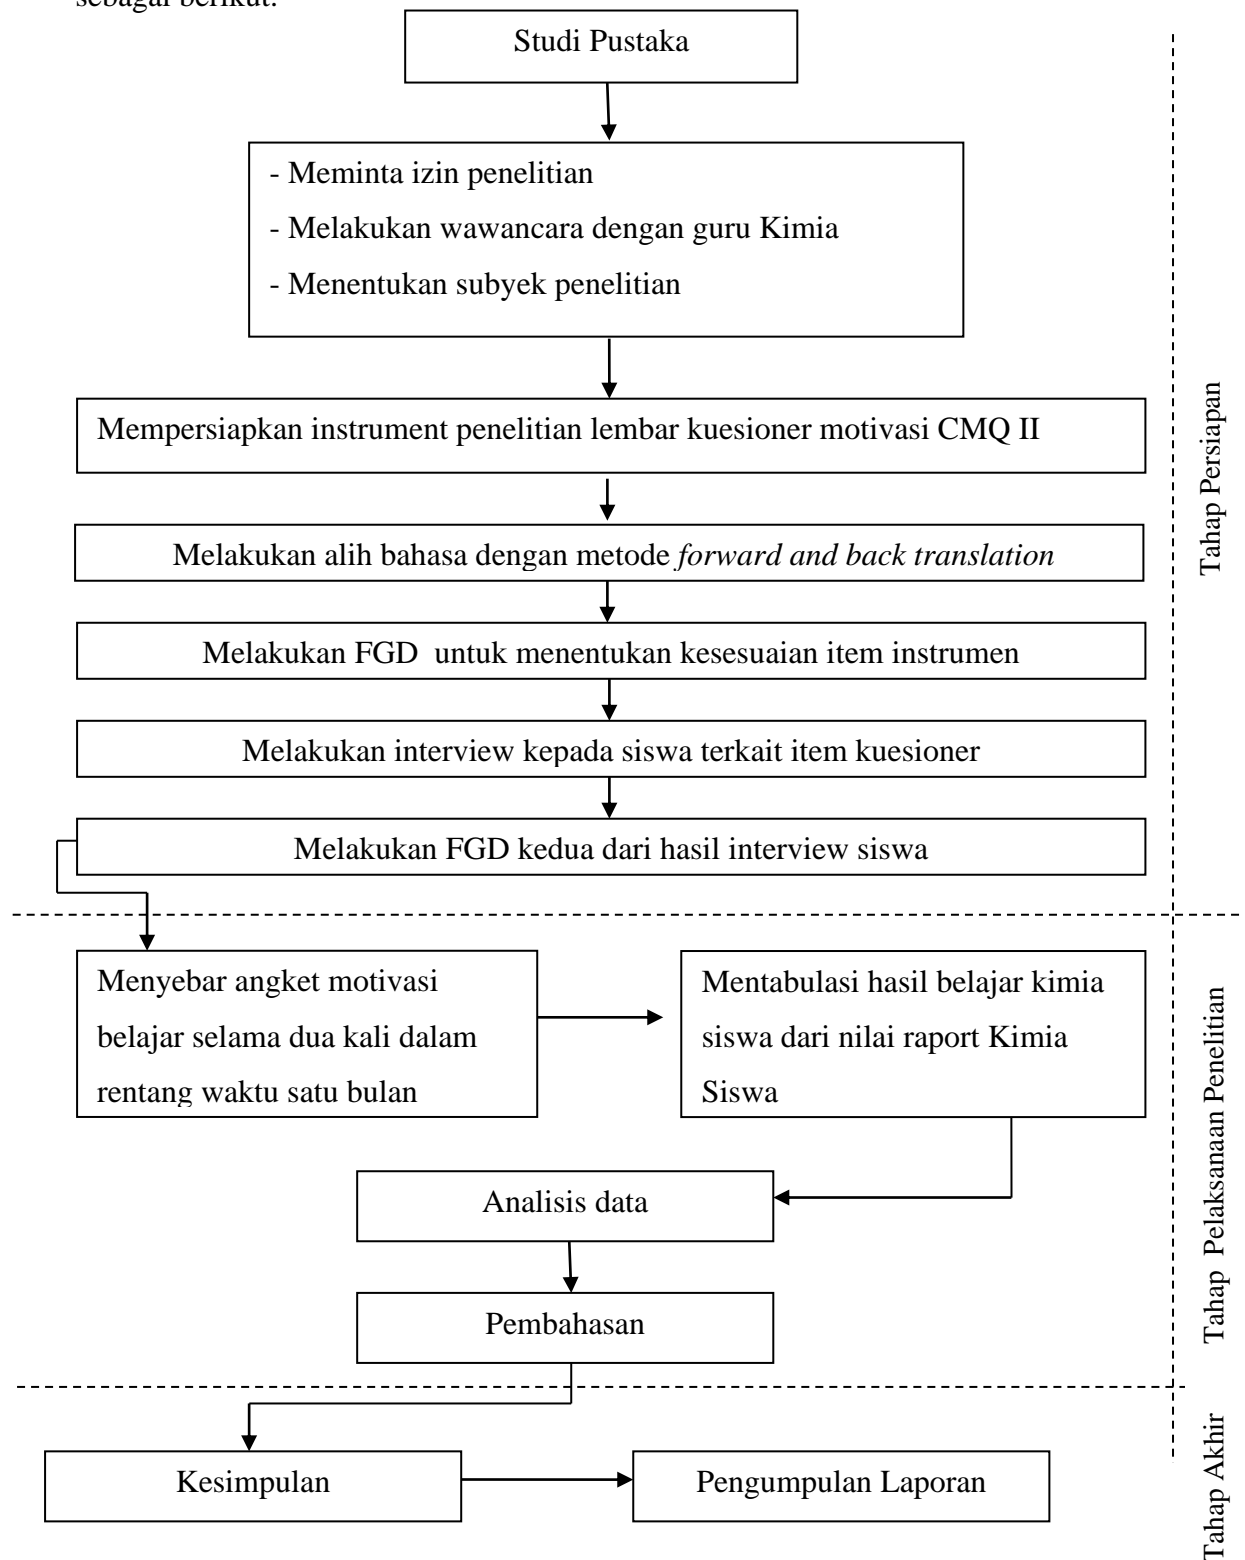 sebagai berikut:
Studi Pustaka
- Meminta izin penelitian
- Melakukan wawancara dengan guru Kimia
- Menentukan subyek penelitian
Mempersiapkan instrument penelitian lembar kuesioner motivasi CMQ II
Melakukan alih bahasa dengan metode forward and back translation
Melakukan FGD  untuk menentukan kesesuaian item instrumen
Melakukan interview kepada siswa terkait item kuesioner
Melakukan FGD kedua dari hasil interview siswa
Tahap Persiapan
Menyebar angket motivasi
belajar selama dua kali dalam
rentang waktu satu bulan
Mentabulasi hasil belajar kimia
siswa dari nilai raport Kimia
Siswa
Analisis data
Pembahasan
Tahap  Pelaksanaan Penelitian
Kesimpulan
Pengumpulan Laporan
Tahap Akhir